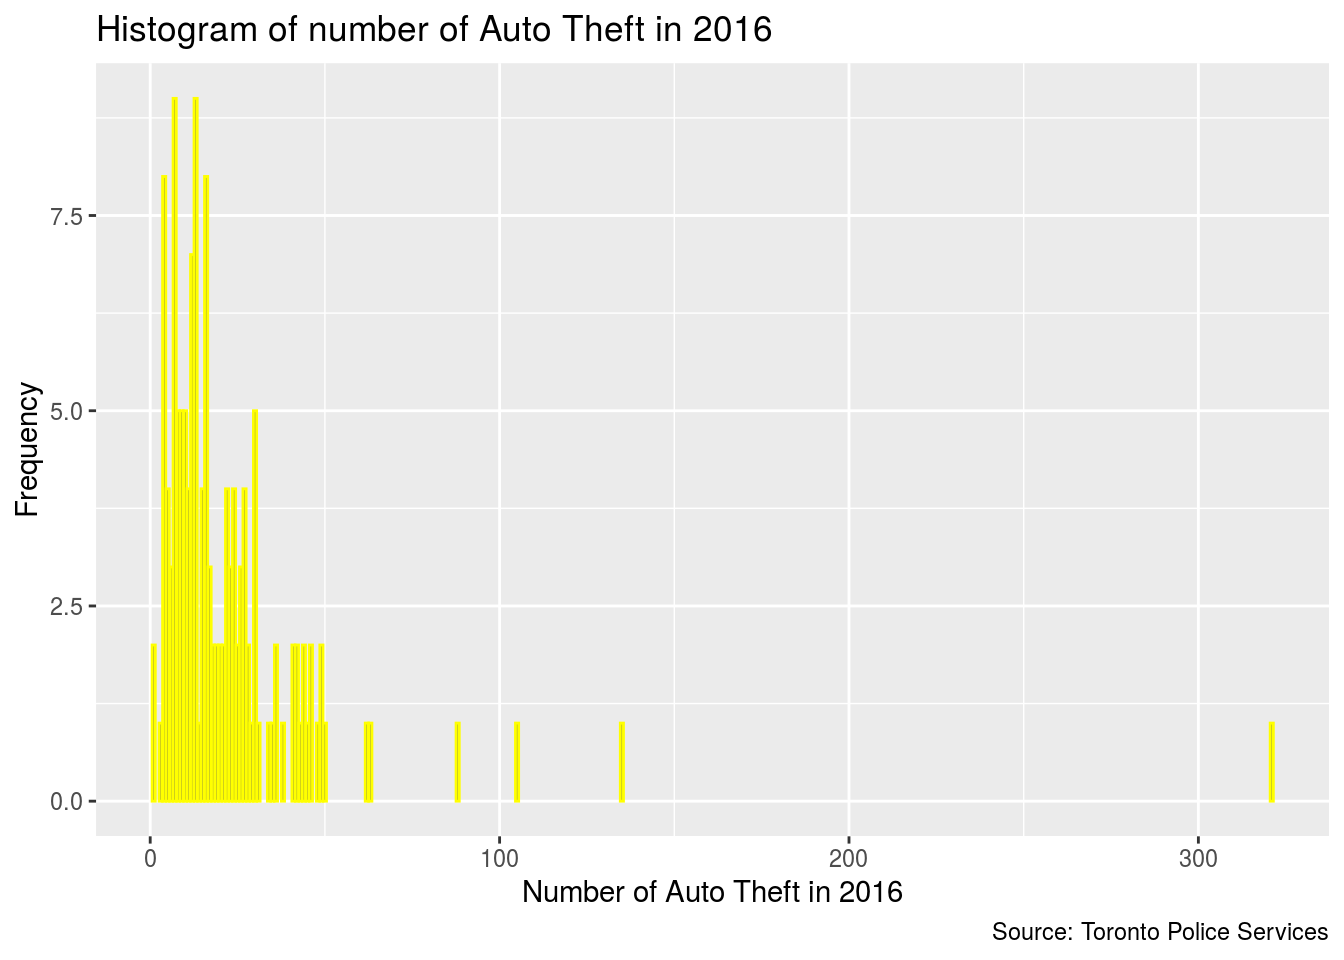 Histogram of number of Auto Theft in 2016
7.5
5.0
2.5
0.0
Frequency
0 100 200 300
Number of Auto Theft in 2016
Source: Toronto Police Services